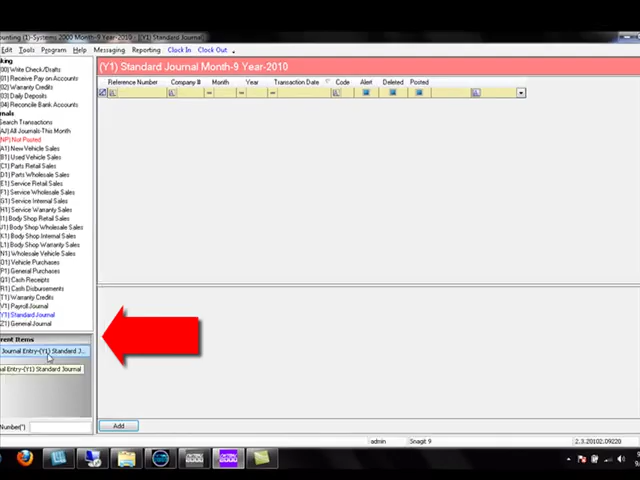 ounting (1)-Systems 2000 Month-9 Year-2010 - [(Y1) Standard Journal]
Edit Tools Program Help Messaging Reporting Clock In Clock Out
(Y1) Standard Journal Month-9 Year-2010
Reference Number Company # Month Year Transaction Date Code Alert Deleted Posted
king
(00) Write Check/Drafts
(01) Receive Pay on Accountr
(02) Warranty Credits
(03) Daily Deposits
(04) Reconcile Bank Accounts
rnals
Search Transactions
(AJ) All Journals-This Month
(NP) Not Posted
A1) New Vehicle Sales
B1) Used Vehicle Sales
C1) Parts Retail Sales
D1) Parts Wholesale Sales
E1) Service Retail Sales
F1) Service Wholesale Sales
G1) Service Internal Sales
H1) Service Warranty Sales
I1) Body Shop Retail Sales
J1) Body Shop Wholesale Sales
K1) Body Shop Internal Sales
L1) Body Shop Warranty Sales
N1) Wholesale Vehicle Sales
O1) Vehicle Purchases
P1) General Purchases
Q1) Cash Receipts
R1) Cash Disbursements
T1) Warranty Credits
V1) Payroll Journal
Y1) Standard Journal
Z1) General Journal
rent Items
Journal Entry-(Y1) Standard J...
nal Entry-(Y1) Standard Journal
Number(*)
Add
admin Snagit 9 2.3.20102.09220